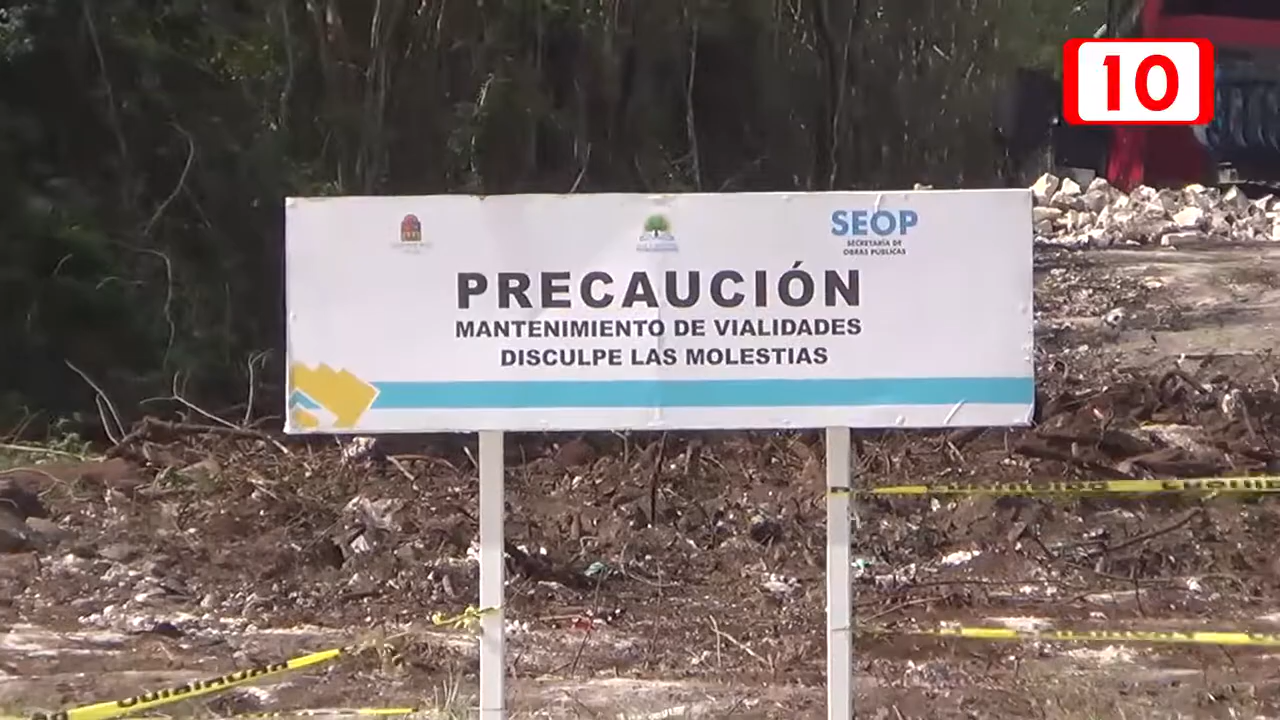 10
SEOP
SECRETARÍA DE
OBRAS PÚBLICAS
PRECAUCIÓN
MANTENIMIENTO DE VIALIDADES
DISCULPE LAS MOLESTIAS